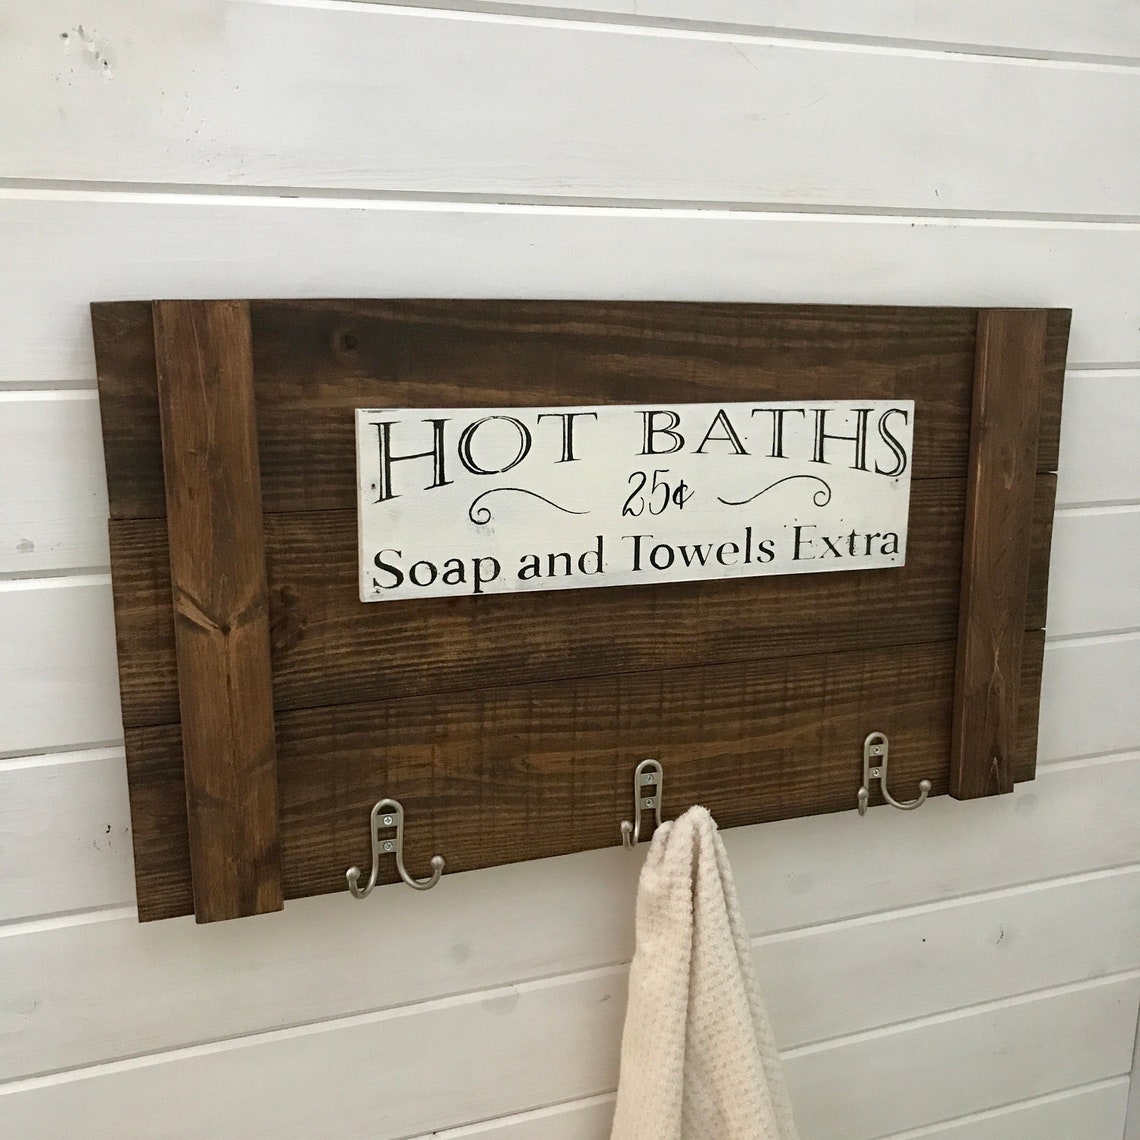 HOT BATHS
25¢
Soap and Towels Extra